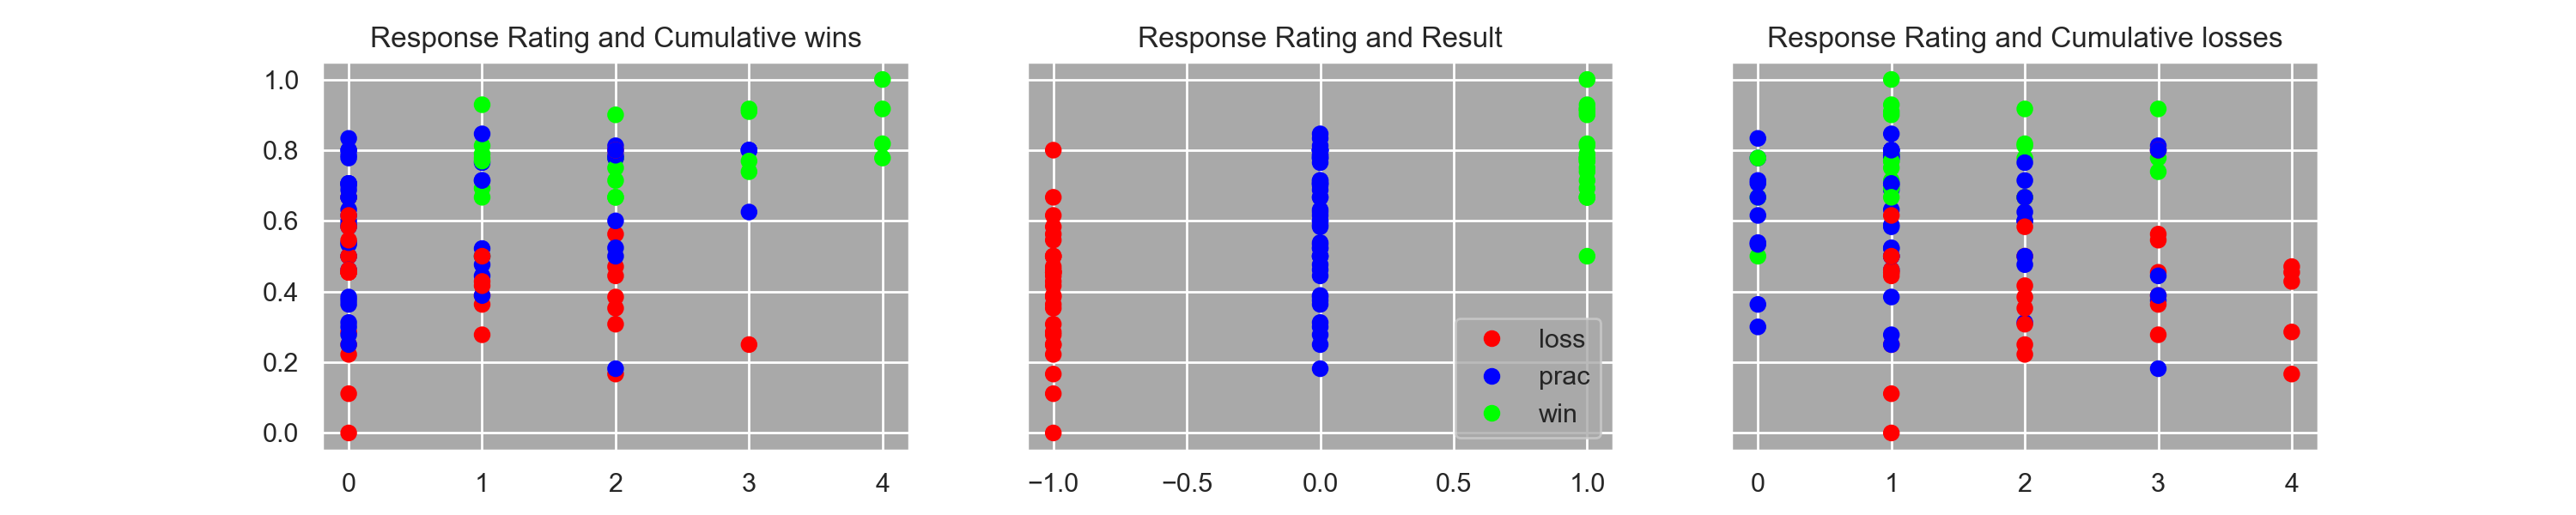 Response Rating and Cumulative wins
Response Rating and Result
Response Rating and Cumulative losses
1.0
0.8
0.6
0.4
0.2
0.0
loss
prac
win
0 1 2 3 4
−1.0 −0.5 0.0 0.5 1.0
0 1 2 3 4